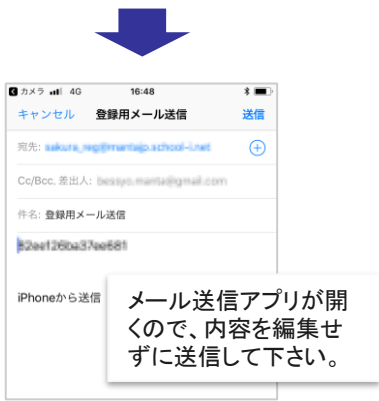 カメラ 4G 16:48
キャンセル 登録用メール送信 送信
宛先:
Cc/Bcc, 差出人:
件名: 登録用メール送信
iPhoneから送信
メール送信アプリが開
くので、内容を編集せ
ずに送信して下さい。